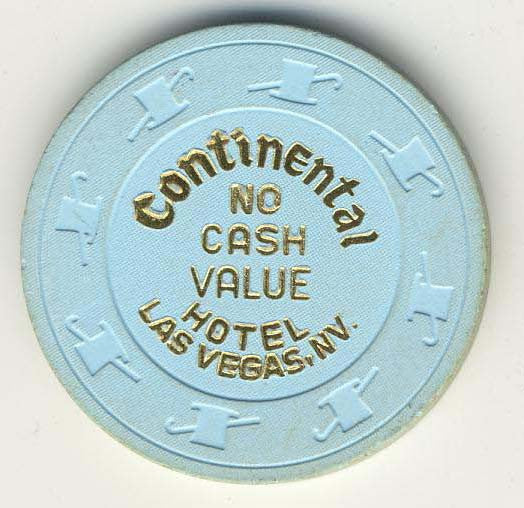 Continental
NO
CASH
VALUE
HOTEL
LAS VEGAS, NV.